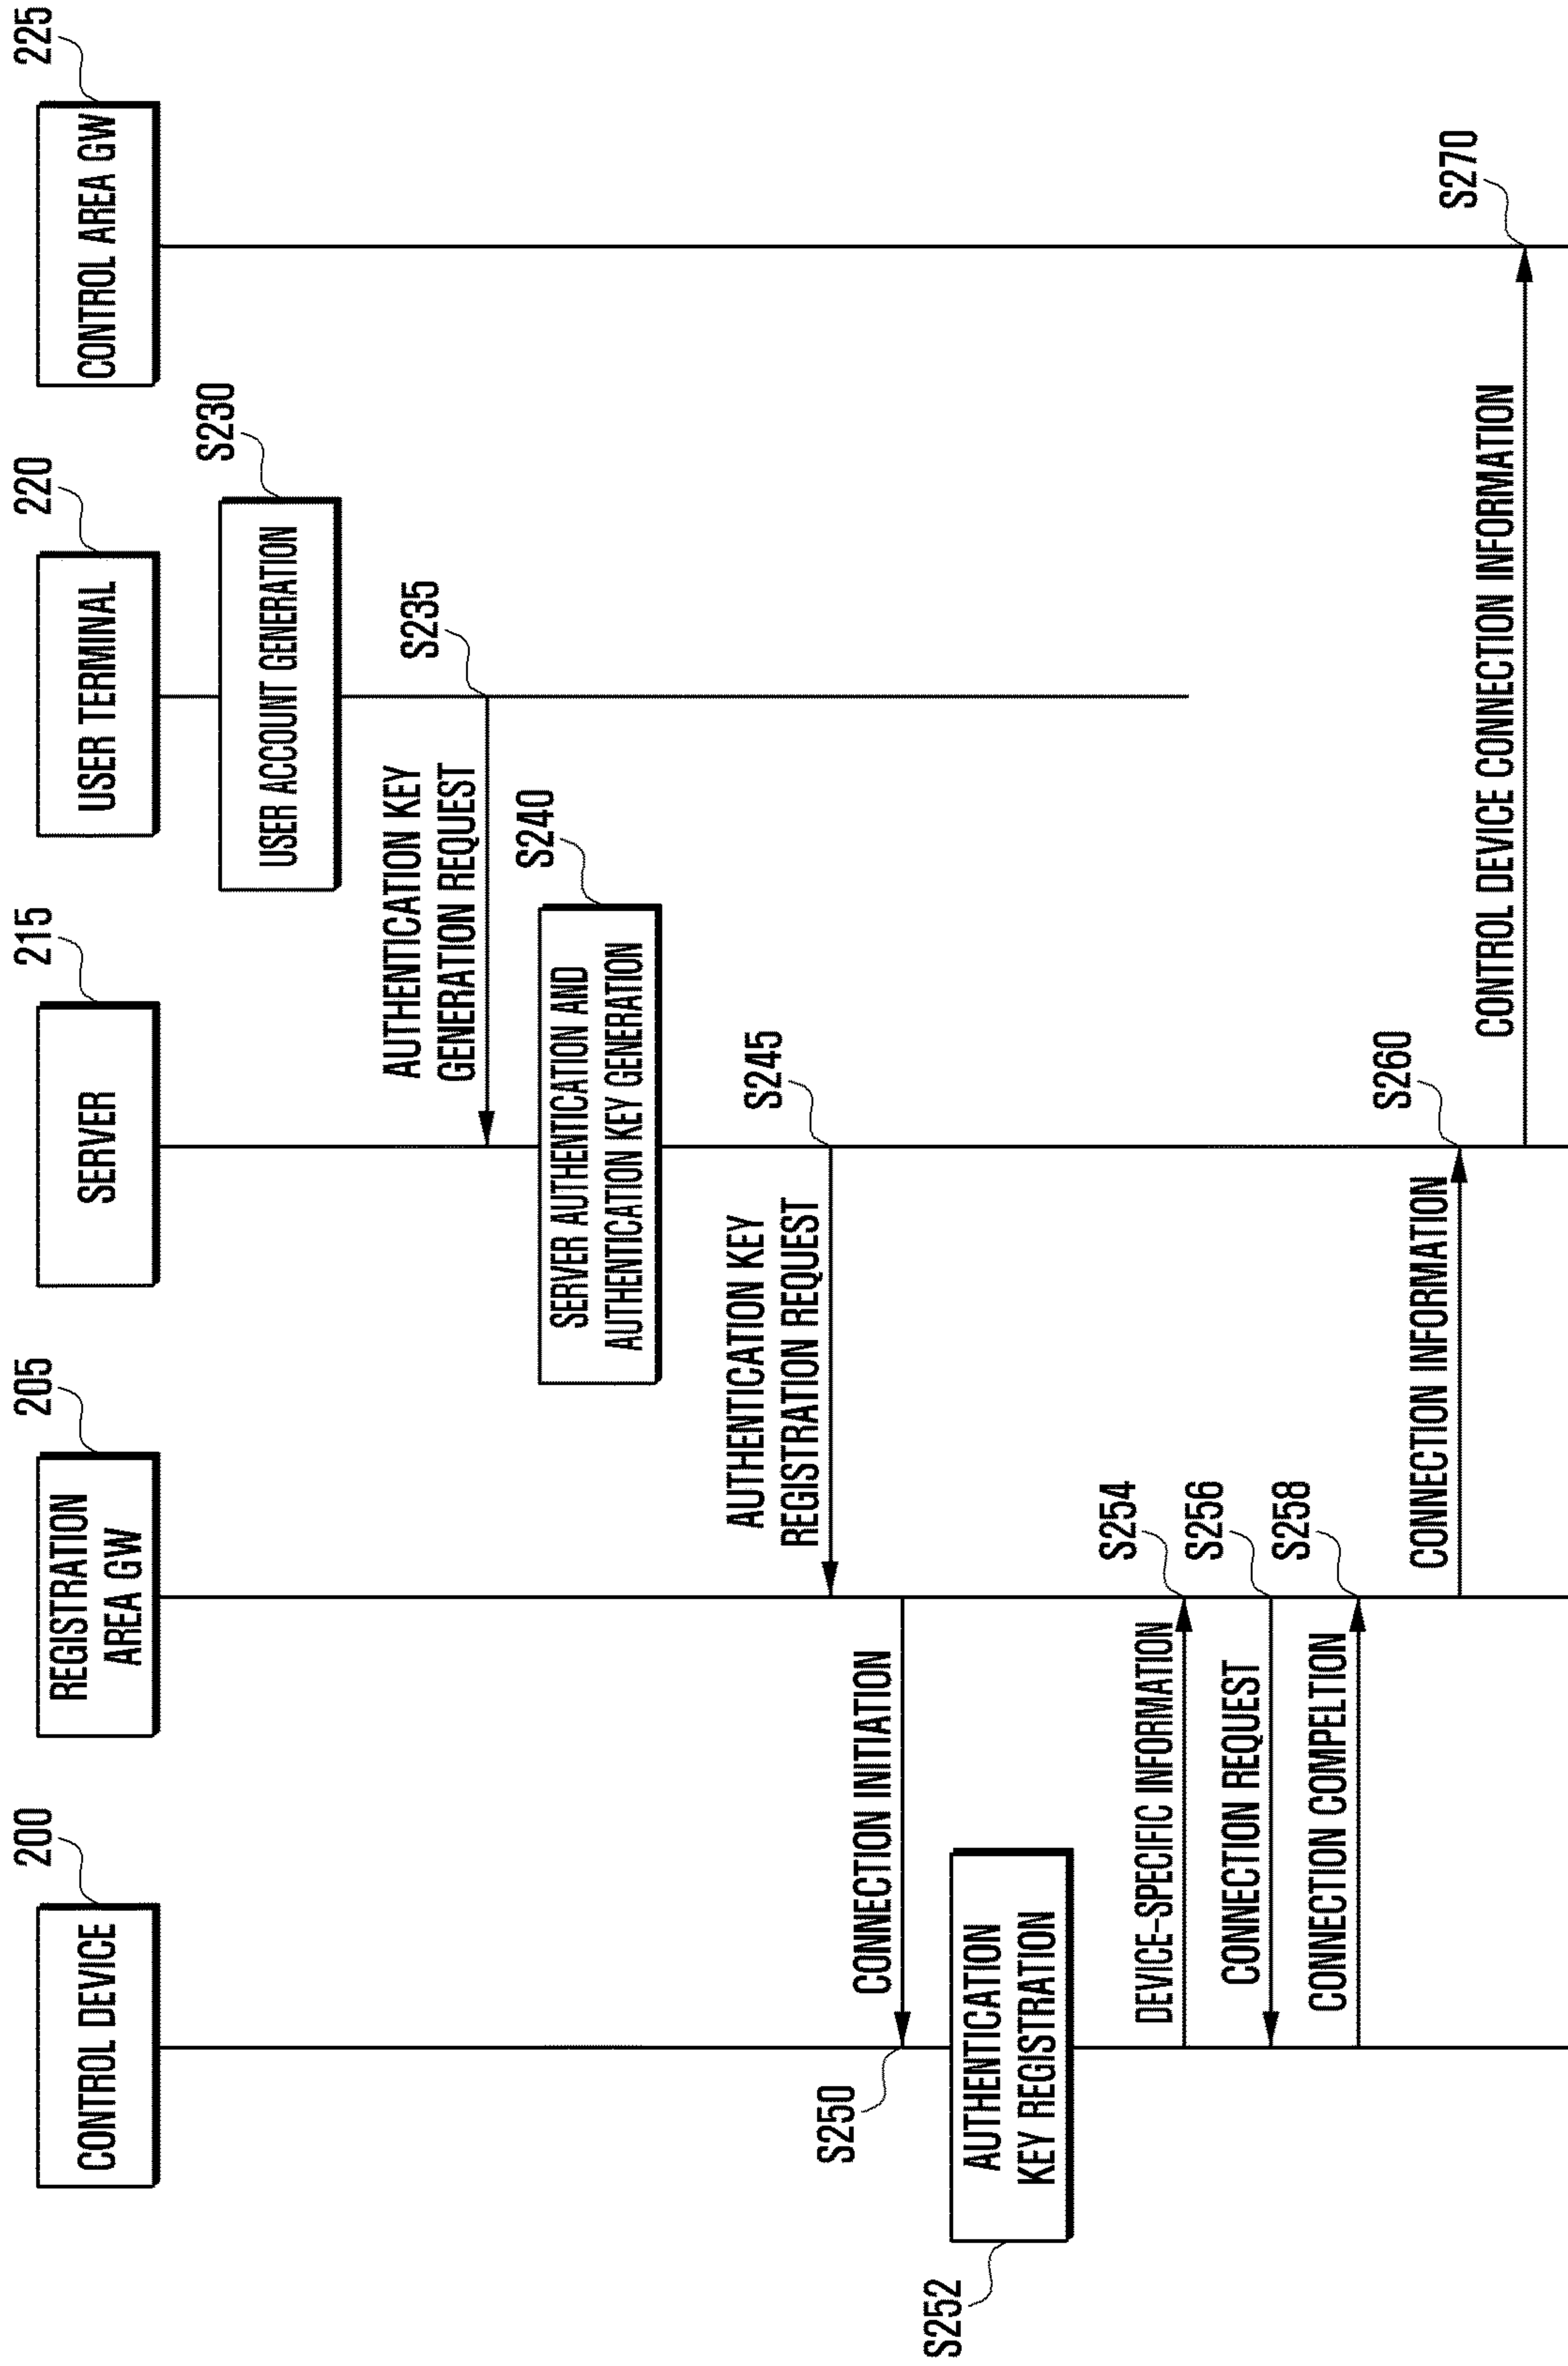 200
CONTROL DEVICE
205
REGISTRATION
AREA GW
215
SERVER
220
USER TERMINAL
225
CONTROL AREA GW
S230
USER ACCOUNT GENERATION
S235
AUTHENTICATION KEY
GENERATION REQUEST
S240
SERVER AUTHENTICATION AND
AUTHENTICATION KEY GENERATION
S245
AUTHENTICATION KEY
REGISTRATION REQUEST
S250
CONNECTION INITIATION
S252
AUTHENTICATION
KEY REGISTRATION
S254
DEVICE-SPECIFIC INFORMATION
S256
CONNECTION REQUEST
S258
CONNECTION COMPELTION
S260
CONNECTION INFORMATION
S270
CONTROL DEVICE CONNECTION INFORMATION